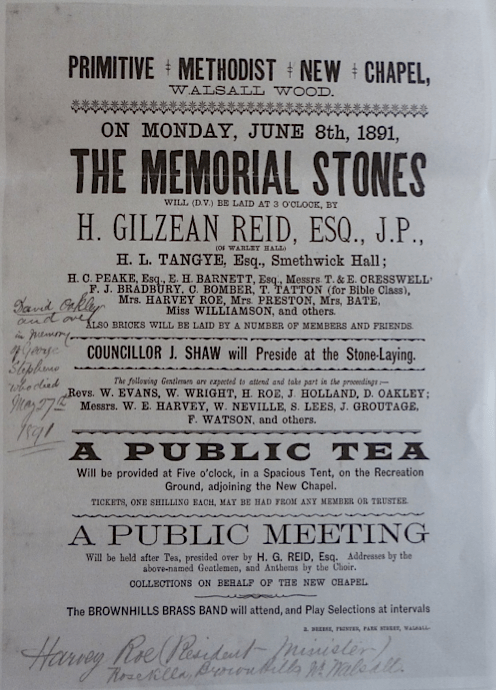 PRIMITIVE ‡ METHODIST ‡ NEW ‡ CHAPEL,
WALSALL WOOD.
ON MONDAY, JUNE 8th, 1891,
THE MEMORIAL STONES
WILL (D.V.) BE LAID AT 3 O'CLOCK, BY
H. GILZEAN REID, ESQ., J.P.,
(OF WARLEY HALL)
H. L. TANGYE, Esq., Smethwick Hall;
H. C. PEAKE, Esq., E. H. BARNETT, Esq., Messrs T. & E. CRESSWELL'
F. J. BRADBURY, C. BOMBER, T. TATTON (for Bible Class),
Mrs. HARVEY ROE, Mrs. PRESTON, Mrs, BATE,
Miss WILLIAMSON, and others.
ALSO BRICKS WILL BE LAID BY A NUMBER OF MEMBERS AND FRIENDS.
David Oakley
and one
in memory
of George
Stephens
who died
May 27th
1891
COUNCILLOR J. SHAW will Preside at the Stone-Laying.
The following Gentlemen are expected to attend and take part in the proceedings:—
Revs. W. EVANS, W. WRIGHT, H. ROE, J. HOLLAND, D. OAKLEY;
Messrs. W. E. HARVEY, W. NEVILLE, S. LEES, J. GROUTAGE,
F. WATSON, and others.
A PUBLIC TEA
Will be provided at Five o'clock, in a Spacious Tent, on the Recreation
Ground, adjoining the New Chapel.
TICKETS, ONE SHILLING EACH, MAY BE HAD FROM ANY MEMBER OR TRUSTEE.
A PUBLIC MEETING
Will be held after Tea, presided over by H. G. REID, Esq. Addresses by the
above-named Gentlemen, and Anthems by the Choir.
COLLECTIONS ON BEHALF OF THE NEW CHAPEL
The BROWNHILLS BRASS BAND will attend, and Play Selections at intervals
PRINTER, PARK STREET, WALSALL.
Harvey Roe (Resident Minister)
Rosekilla, Brownhills Nr. Walsall